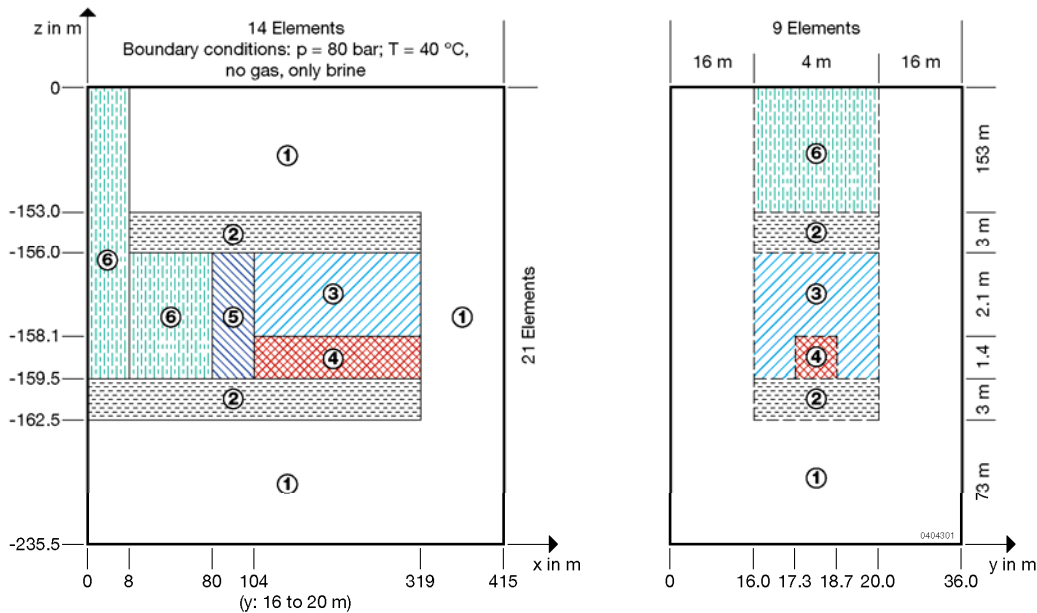 z in m
14 Elements
Boundary conditions: p = 80 bar; T = 40 °C,
no gas, only brine
0
-153.0
-156.0
-158.1
-159.5
-162.5
-235.5
1
2
6
3
6
5
1
4
2
1
21 Elements
x in m
0 8 80 104 319 415
(y: 16 to 20 m)
9 Elements
16 m 4 m 16 m
6
2
3
4
2
1
153 m
3 m
2.1 m
1.4
3 m
73 m
0404301
y in m
0 16.0 17.3 18.7 20.0 36.0